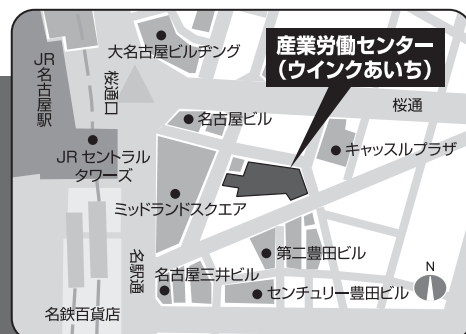 大名古屋ビルヂング
産業労働センター
(ウインクあいち)
JR名古屋駅
桜通口
桜通
名古屋ビル
キャッスルプラザ
JR セントラル
タワーズ
ミッドランドスクエア
第二豊田ビル
名駅通
名古屋三井ビル
センチュリー豊田ビル
名鉄百貨店
N